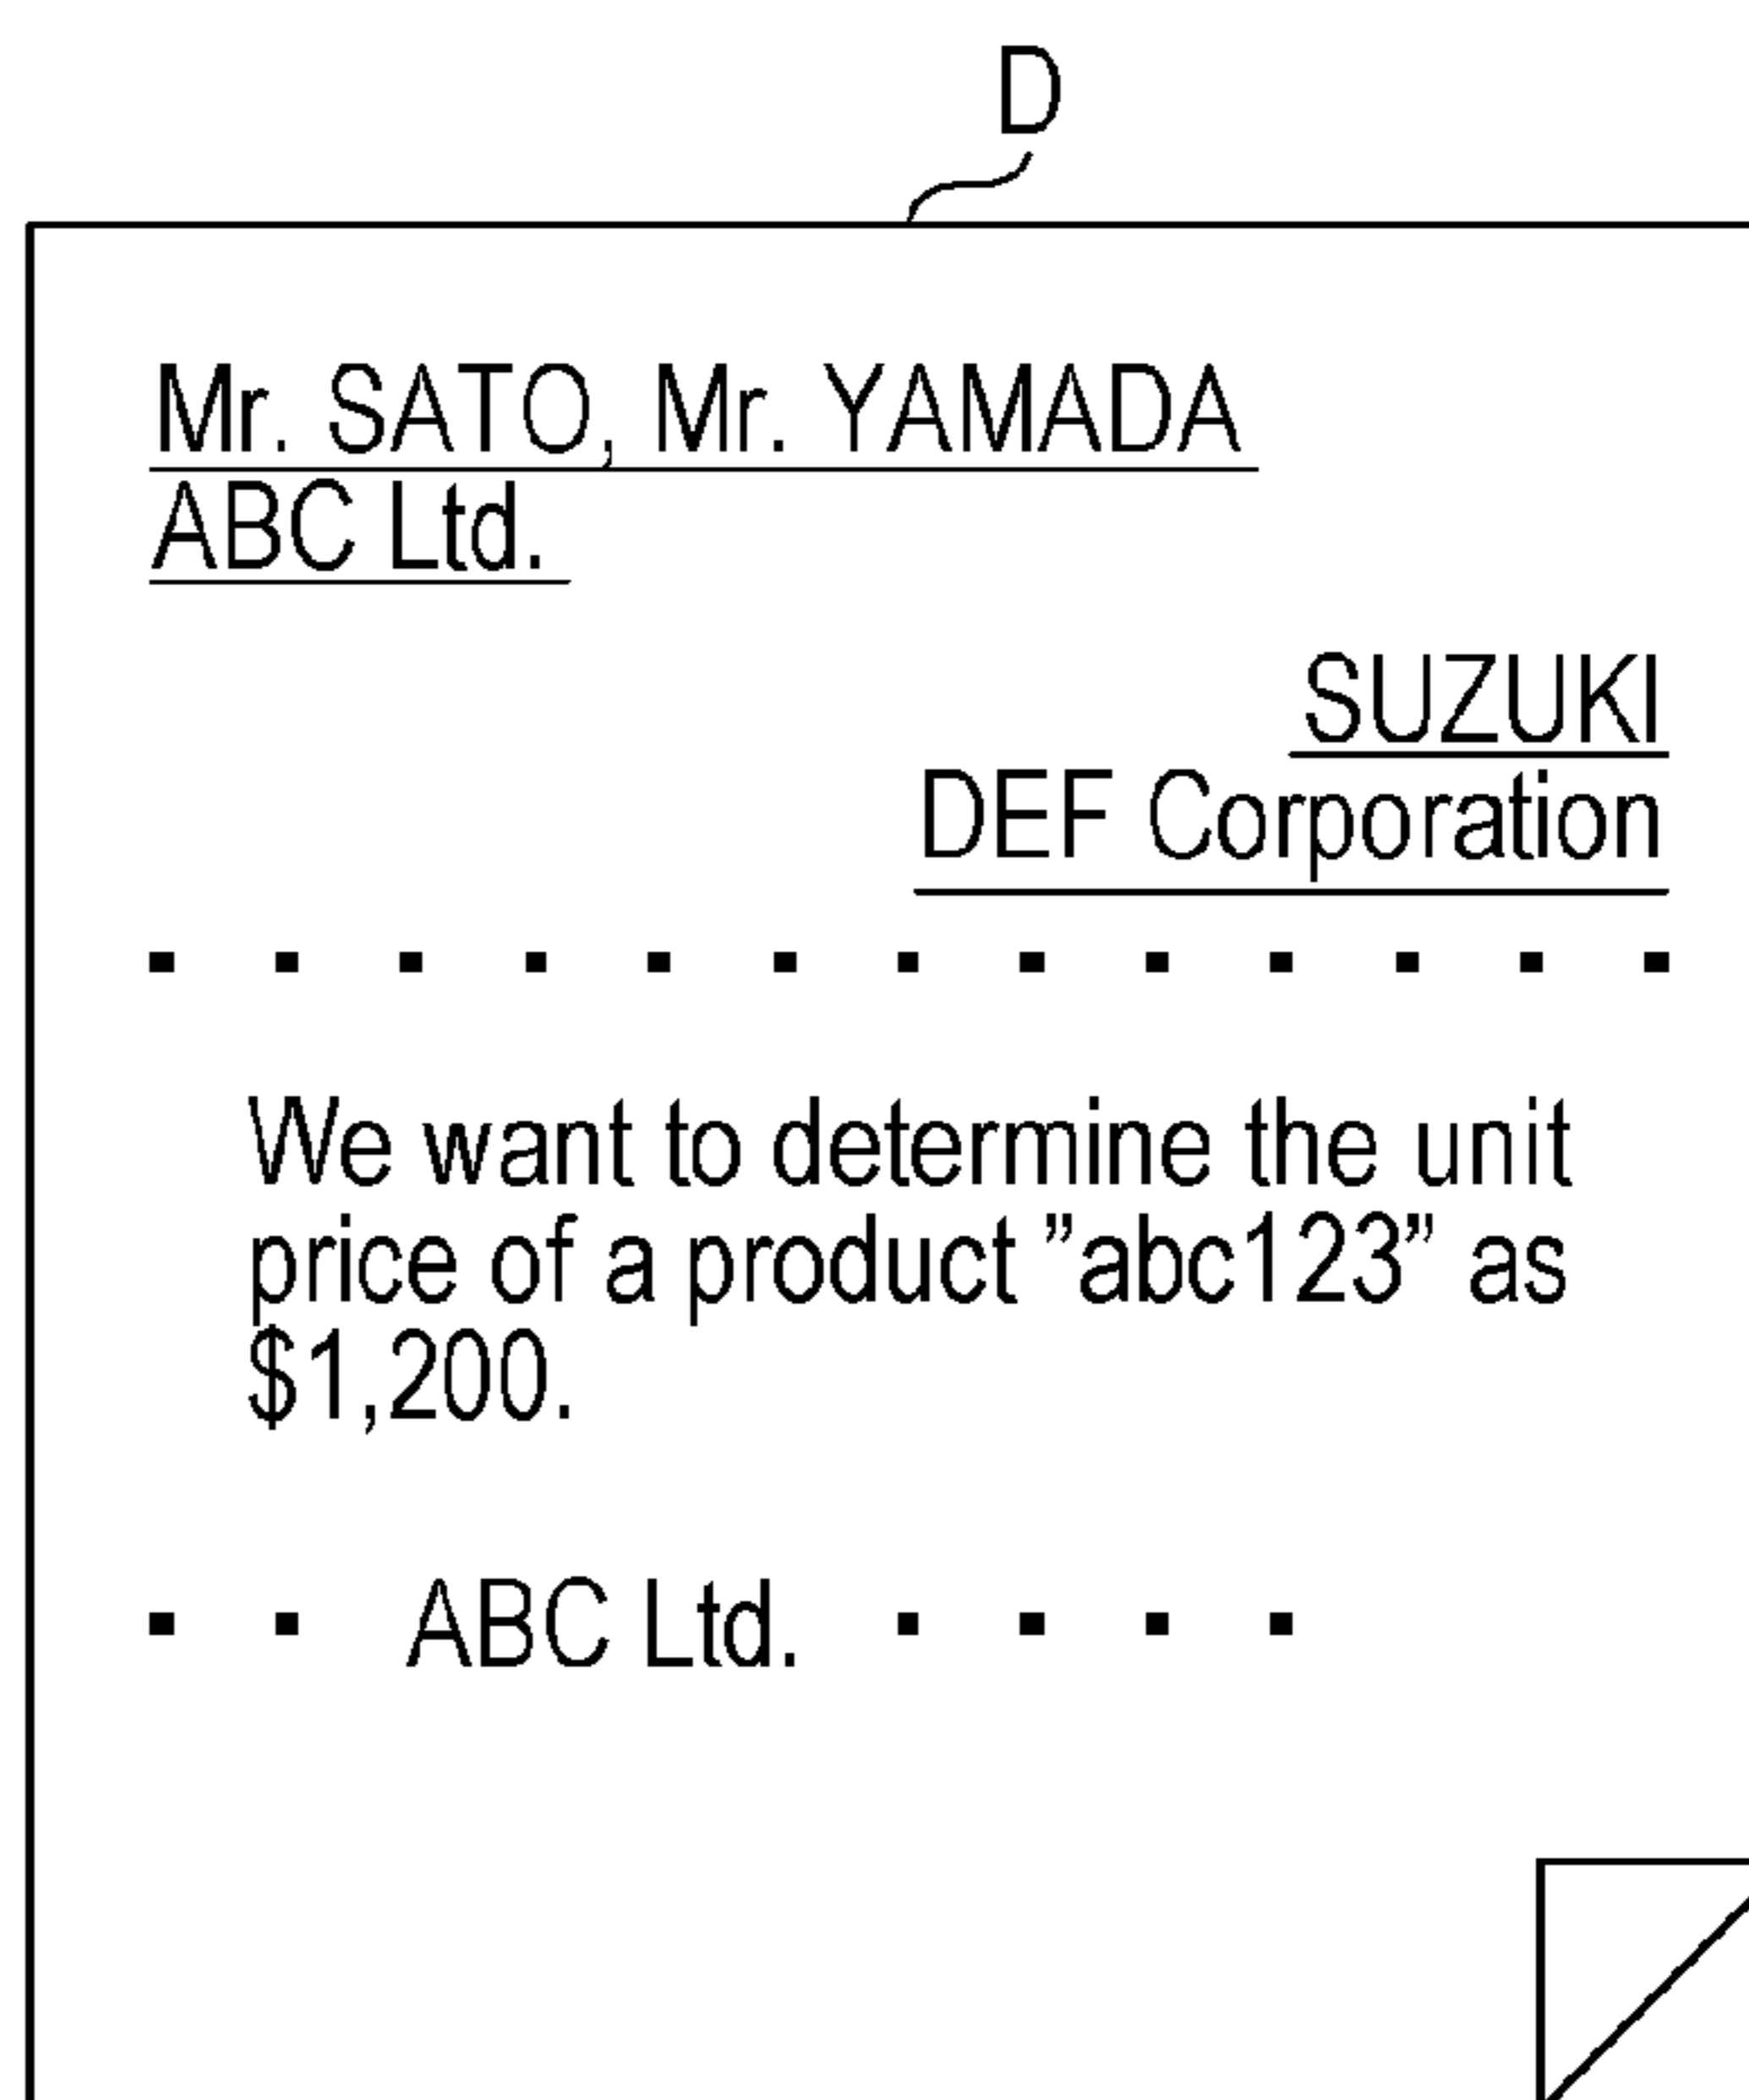 D
Mr. SATO, Mr. YAMADA
ABC Ltd.
SUZUKI
DEF Corporation
· · · · · · · · · · · · ·
We want to determine the unit
price of a product ”abc123” as
$1,200.
· · ABC Ltd. · · · ·